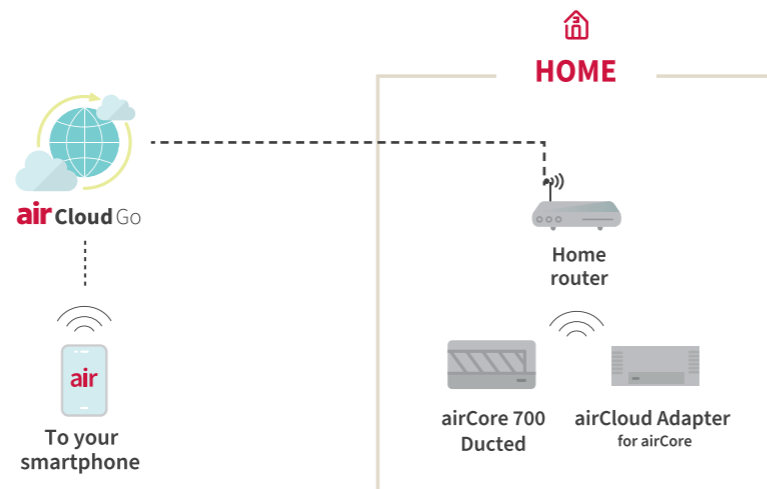 HOME
air Cloud Go
Home
router
air
To your
smartphone
airCore 700
Ducted
airCloud Adapter
for airCore